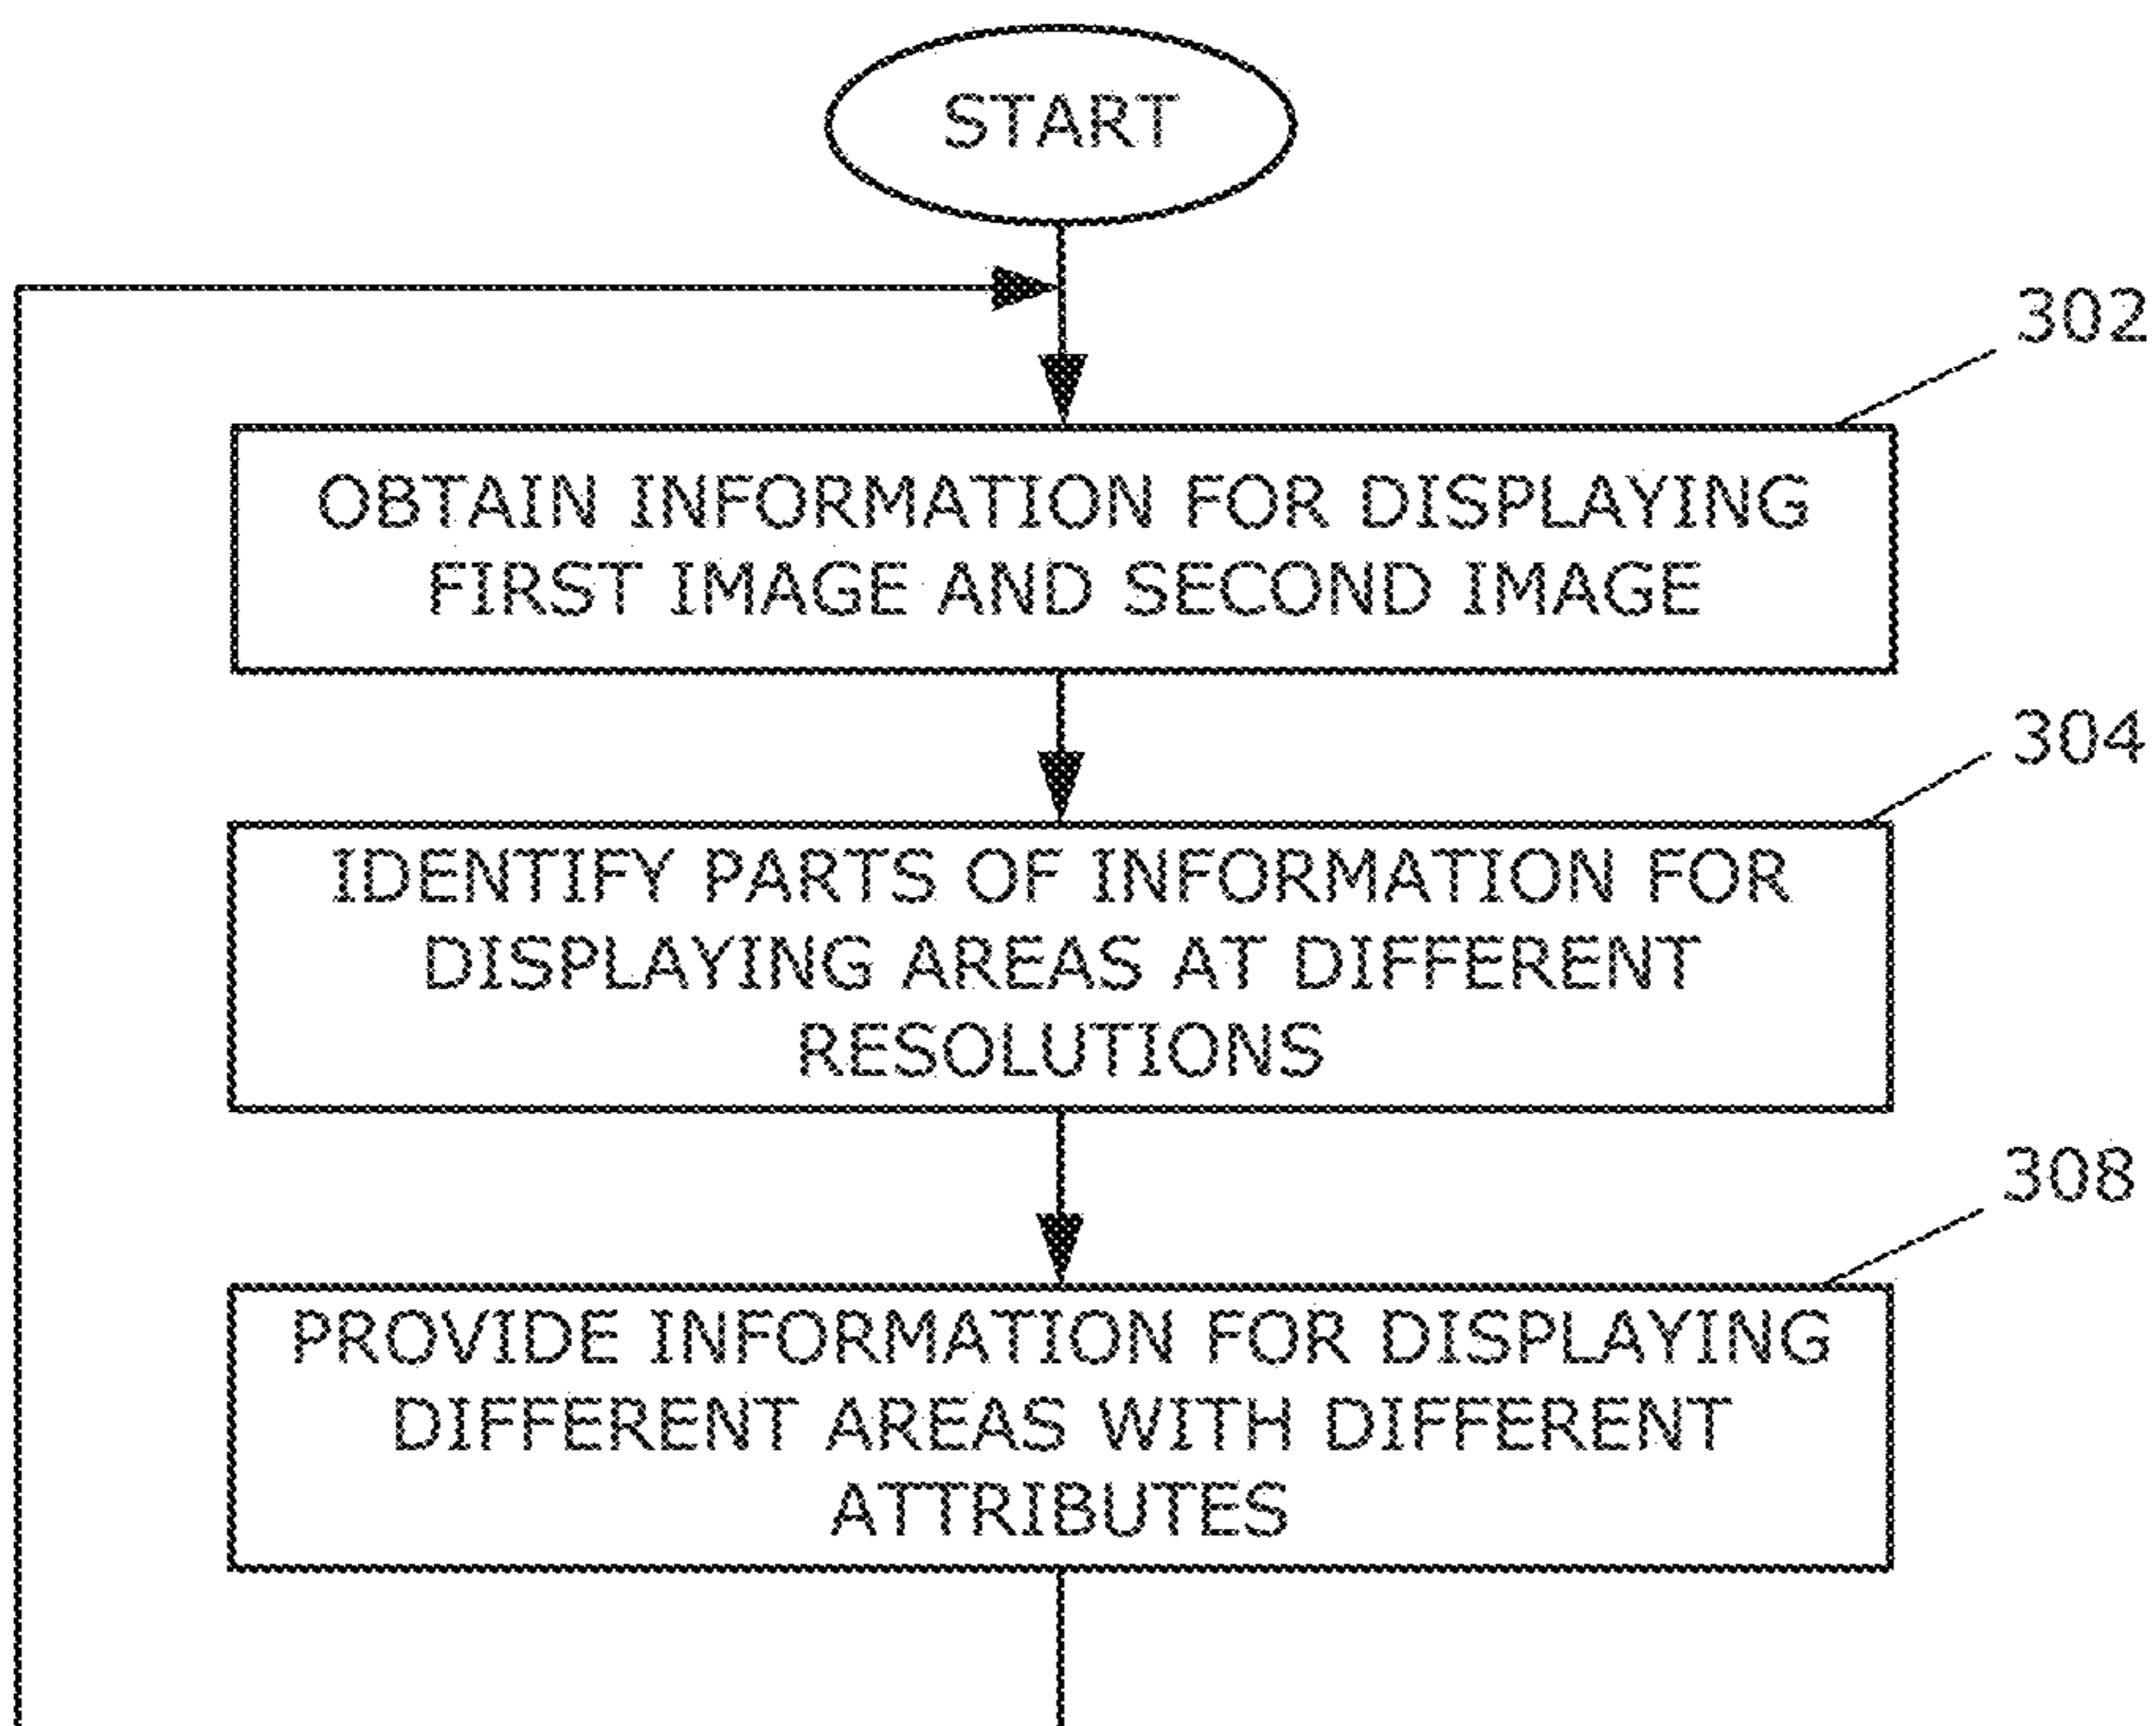 START
302
OBTAIN INFORMATION FOR DISPLAYING
FIRST IMAGE AND SECOND IMAGE
304
IDENTIFY PARTS OF INFORMATION FOR
DISPLAYING AREAS AT DIFFERENT
RESOLUTIONS
308
PROVIDE INFORMATION FOR DISPLAYING
DIFFERENT AREAS WITH DIFFERENT
ATTRIBUTES